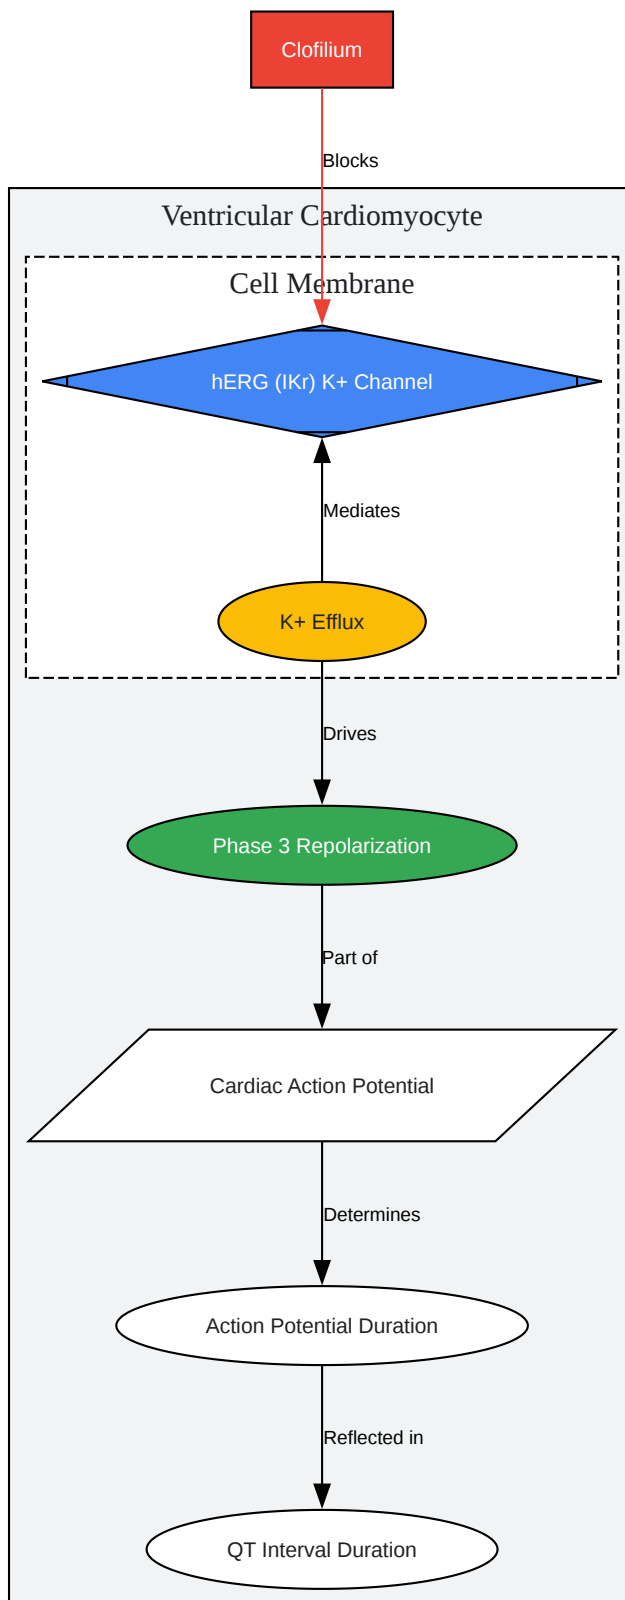 Clofilium
Blocks
Ventricular Cardiomyocyte
Cell Membrane
hERG (IKr) K+ Channel
Mediates
K+ Efflux
Drives
Phase 3 Repolarization
Part of
Cardiac Action Potential
Determines
Action Potential Duration
Reflected in
QT Interval Duration